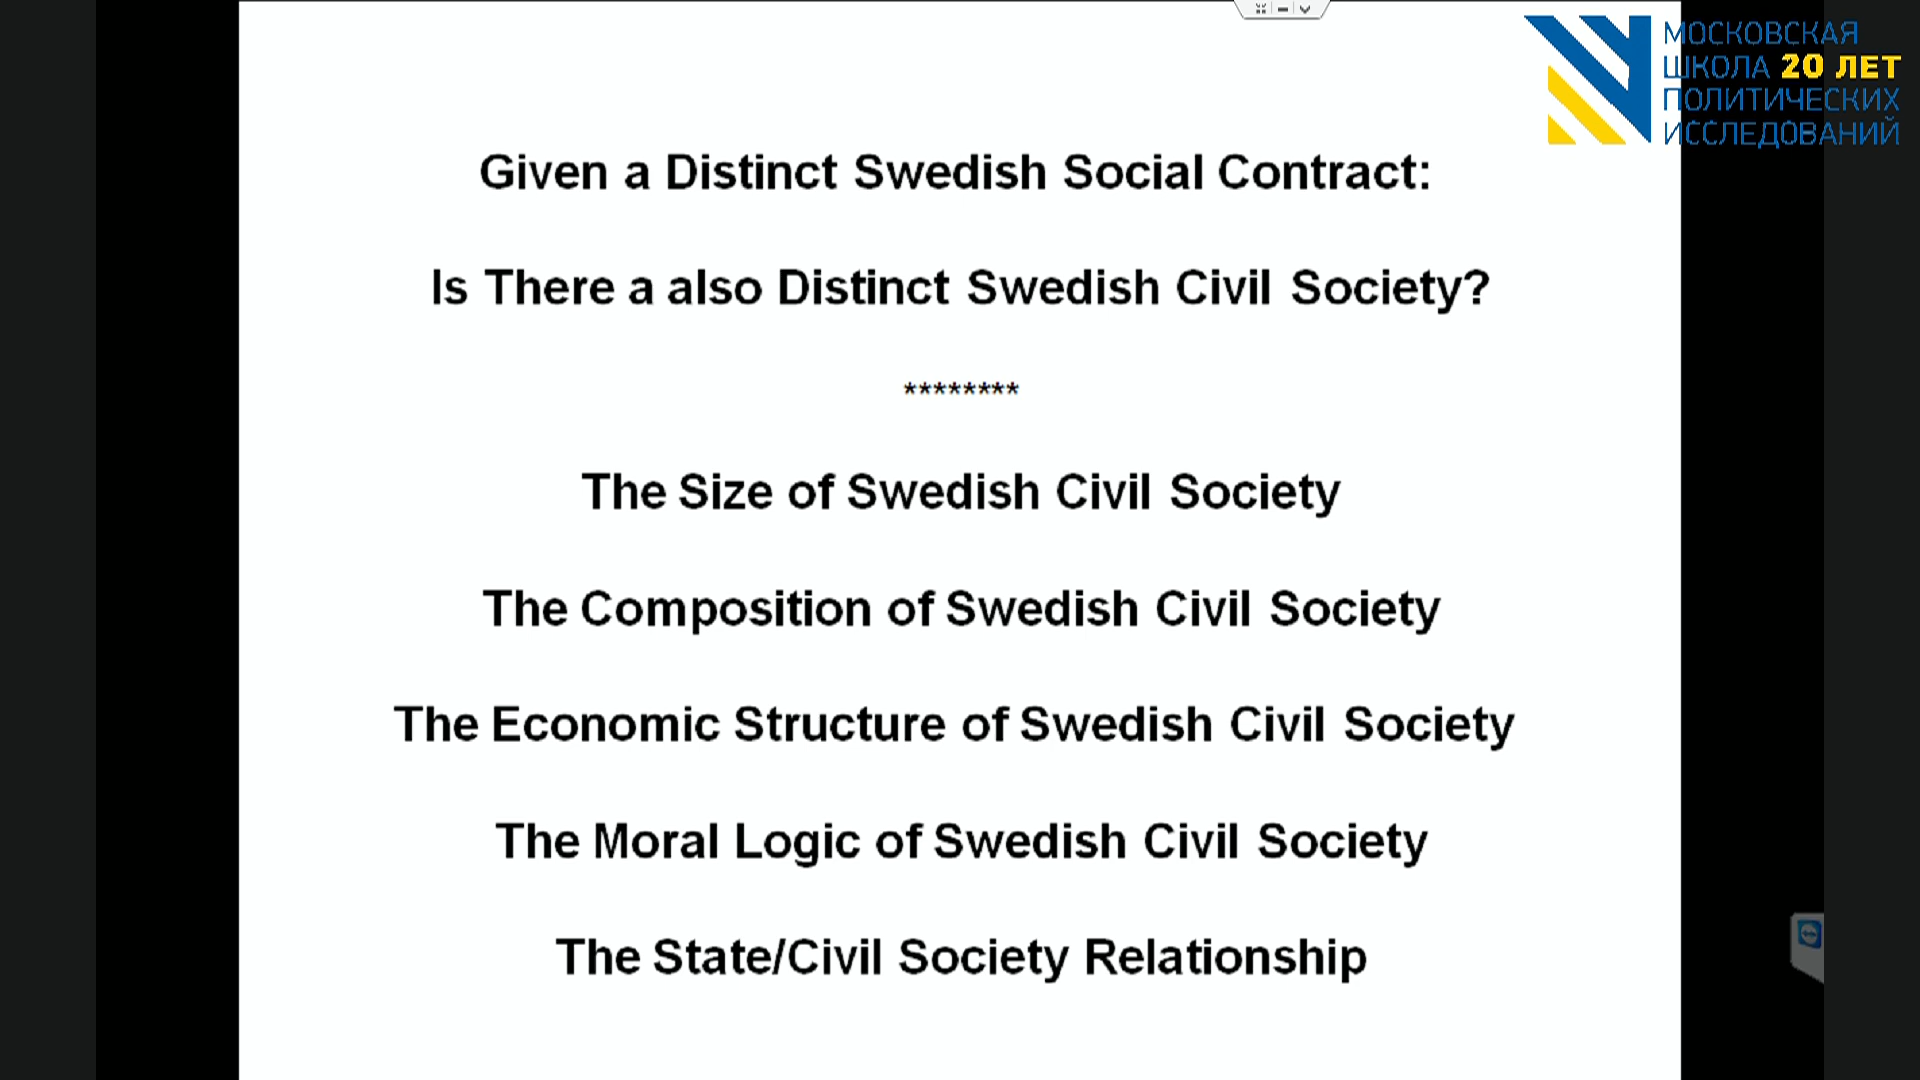 МОСКОВСКАЯ
ШКОЛА 20 ЛЕТ
ПОЛИТИЧЕСКИХ
ИССЛЕДОВАНИЙ
Given a Distinct Swedish Social Contract:
Is There a also Distinct Swedish Civil Society?
********
The Size of Swedish Civil Society
The Composition of Swedish Civil Society
The Economic Structure of Swedish Civil Society
The Moral Logic of Swedish Civil Society
The State/Civil Society Relationship